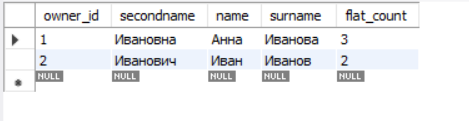 owner_id secondname name surname flat_count
1 Ивановна Анна Иванова 3
2 Иванович Иван Иванов 2
NULL NULL NULL NULL NULL